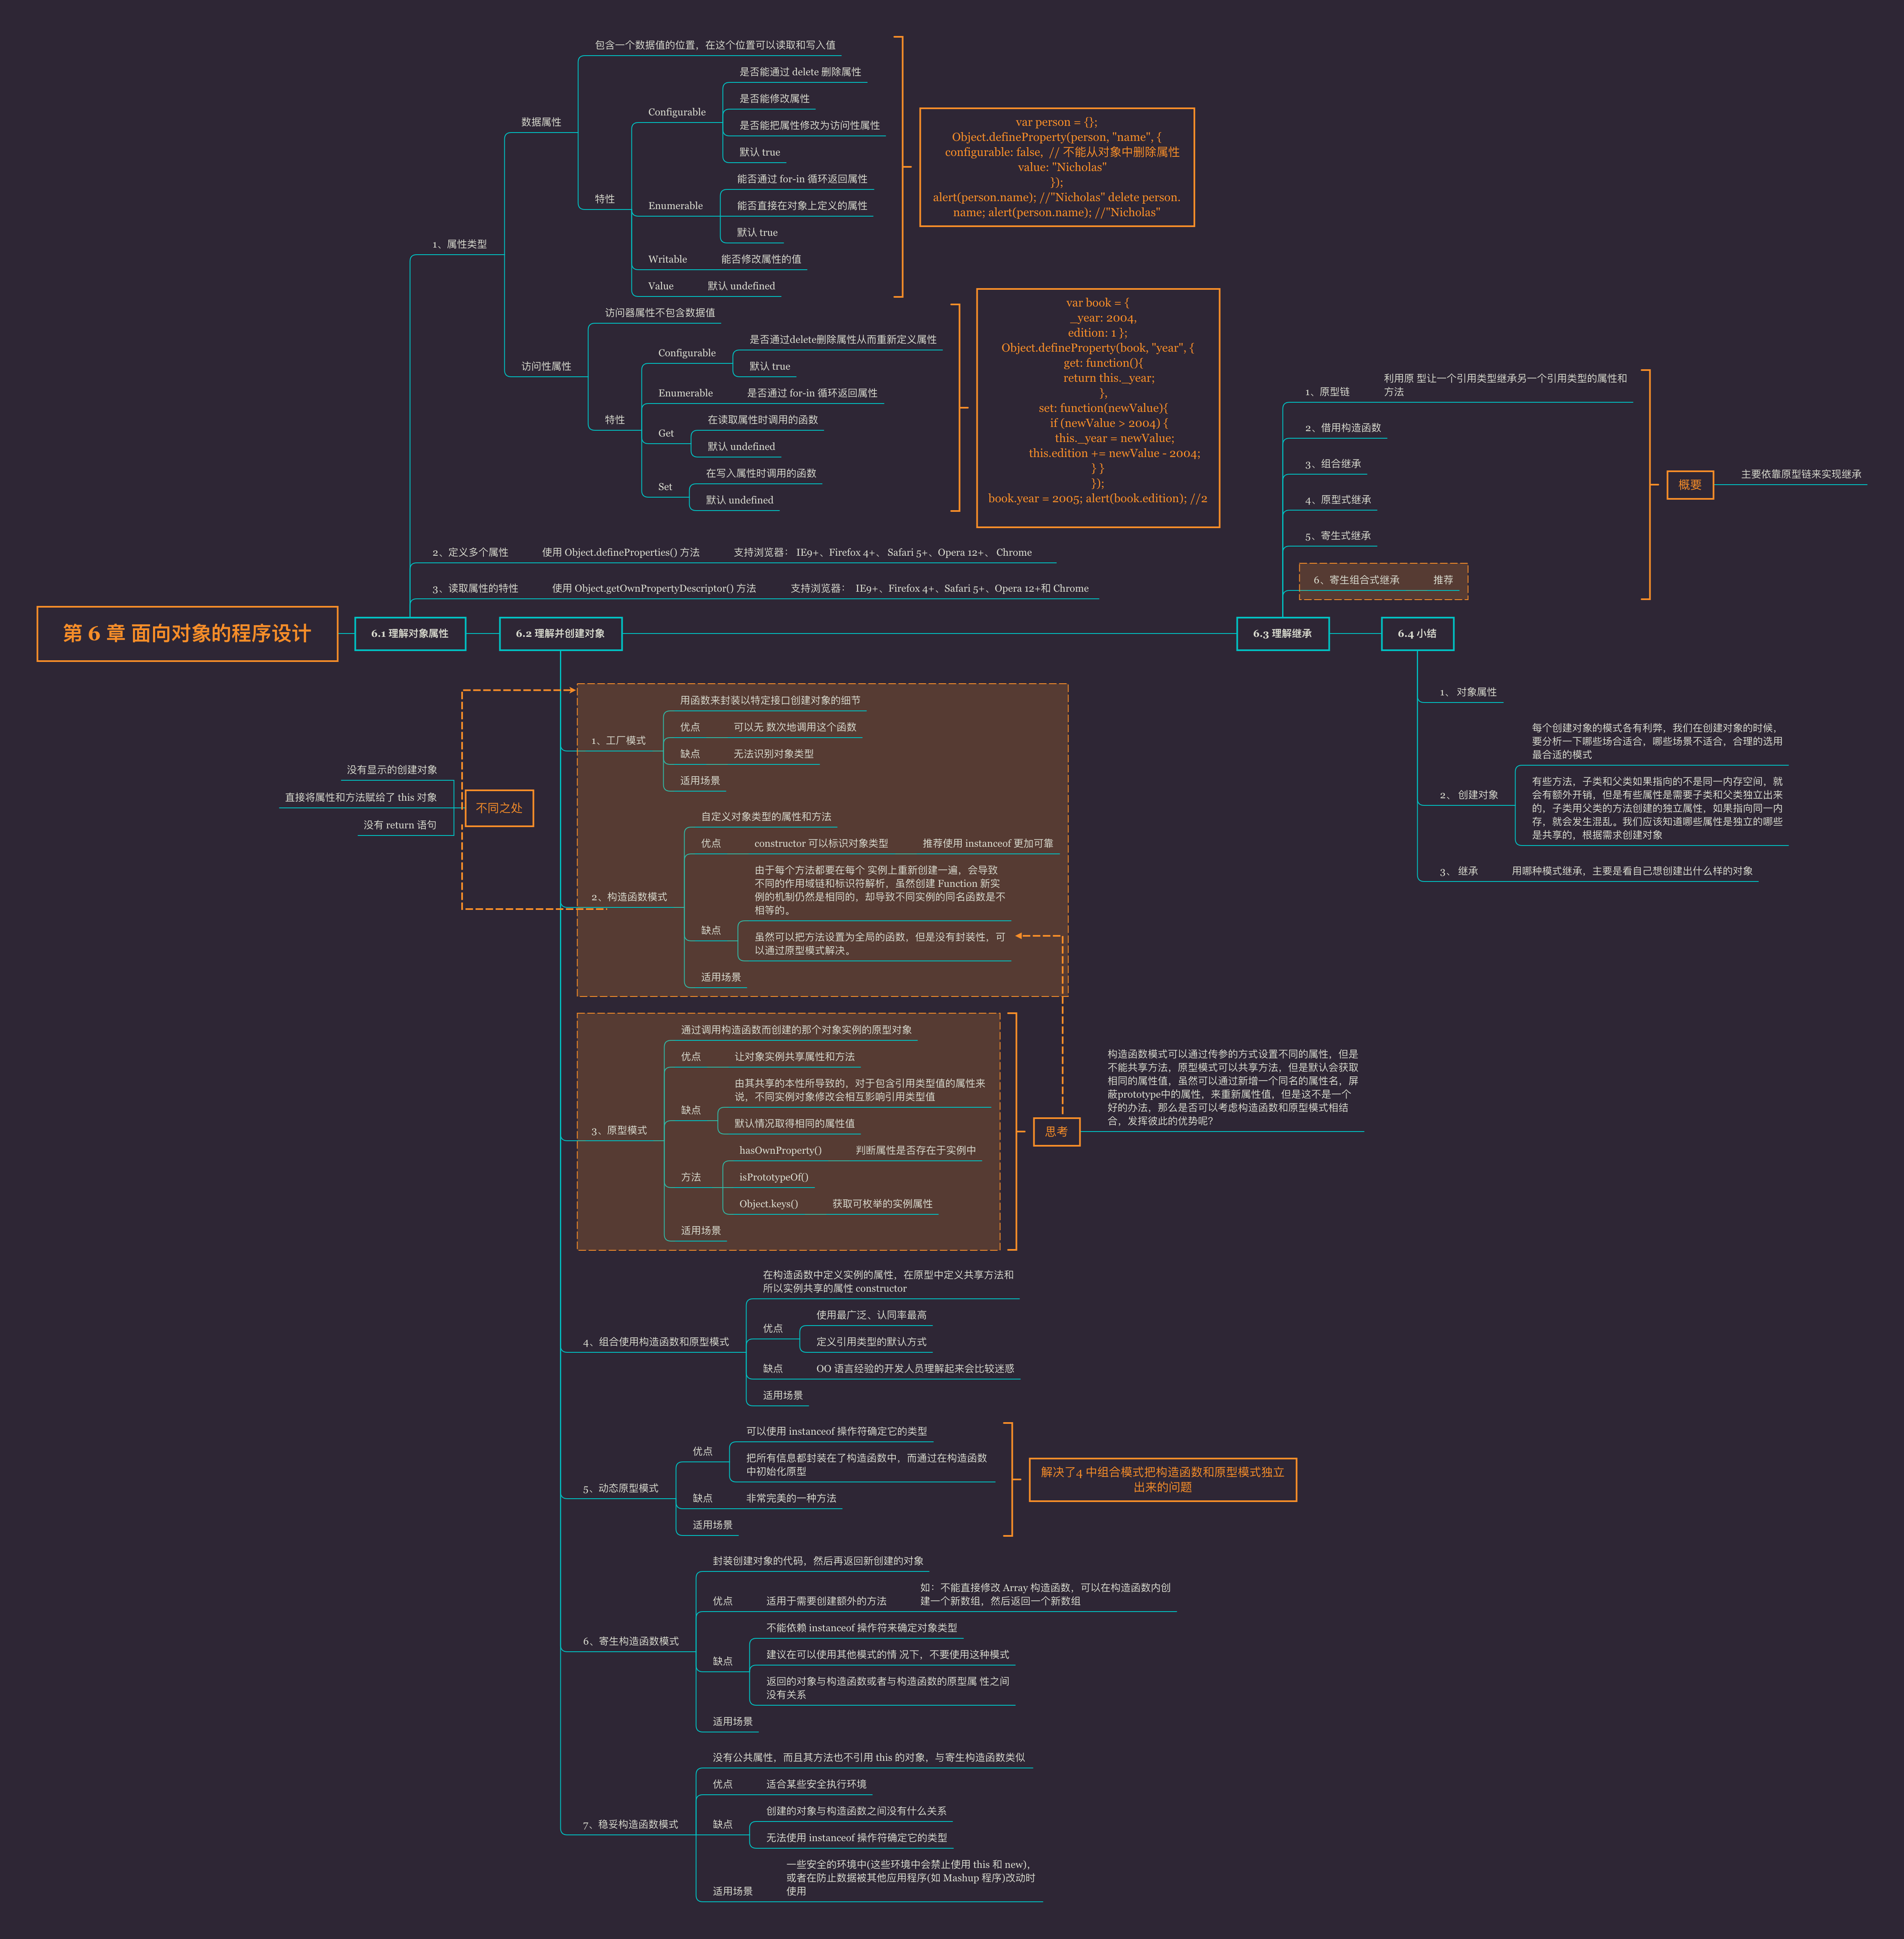 第 6 章 面向对象的程序设计
6.1 理解对象属性
1、属性类型
数据属性
包含一个数据值的位置，在这个位置可以读取和写入值
特性
Configurable
是否能通过 delete 删除属性
是否能修改属性
是否能把属性修改为访问性属性
默认 true
Enumerable
能否通过 for-in 循环返回属性
能否直接在对象上定义的属性
默认 true
Writable
能否修改属性的值
Value
默认 undefined
var person = {};
Object.defineProperty(person, "name", {
configurable: false,  // 不能从对象中删除属性
value: "Nicholas"
});
alert(person.name); //"Nicholas" delete person.
name; alert(person.name); //"Nicholas"
访问性属性
访问器属性不包含数据值
特性
Configurable
是否通过delete删除属性从而重新定义属性
默认 true
Enumerable
是否通过 for-in 循环返回属性
Get
在读取属性时调用的函数
默认 undefined
Set
在写入属性时调用的函数
默认 undefined
var book = {
_year: 2004,
edition: 1 };
Object.defineProperty(book, "year", {
get: function(){
return this._year;
},
set: function(newValue){
if (newValue > 2004) {
this._year = newValue;
this.edition += newValue - 2004;
} }
});
book.year = 2005; alert(book.edition); //2
2、定义多个属性
使用 Object.defineProperties() 方法
支持浏览器： IE9+、Firefox 4+、 Safari 5+、Opera 12+、 Chrome
3、读取属性的特性
使用 Object.getOwnPropertyDescriptor() 方法
支持浏览器： IE9+、Firefox 4+、Safari 5+、Opera 12+和 Chrome
6.2 理解并创建对象
1、工厂模式
用函数来封装以特定接口创建对象的细节
优点
可以无 数次地调用这个函数
缺点
无法识别对象类型
适用场景
不同之处
没有显示的创建对象
直接将属性和方法赋给了 this 对象
没有 return 语句
2、构造函数模式
自定义对象类型的属性和方法
优点
constructor 可以标识对象类型
推荐使用 instanceof 更加可靠
缺点
由于每个方法都要在每个 实例上重新创建一遍，会导致
不同的作用域链和标识符解析，虽然创建 Function 新实
例的机制仍然是相同的，却导致不同实例的同名函数是不
相等的。
虽然可以把方法设置为全局的函数，但是没有封装性，可
以通过原型模式解决。
适用场景
3、原型模式
通过调用构造函数而创建的那个对象实例的原型对象
优点
让对象实例共享属性和方法
缺点
由其共享的本性所导致的，对于包含引用类型值的属性来
说，不同实例对象修改会相互影响引用类型值
默认情况取得相同的属性值
方法
hasOwnProperty()
判断属性是否存在于实例中
isPrototypeOf()
Object.keys()
获取可枚举的实例属性
适用场景
思考
构造函数模式可以通过传参的方式设置不同的属性，但是
不能共享方法，原型模式可以共享方法，但是默认会获取
相同的属性值，虽然可以通过新增一个同名的属性名，屏
蔽prototype中的属性，来重新属性值，但是这不是一个
好的办法，那么是否可以考虑构造函数和原型模式相结
合，发挥彼此的优势呢？
4、组合使用构造函数和原型模式
在构造函数中定义实例的属性，在原型中定义共享方法和
所以实例共享的属性 constructor
优点
使用最广泛、认同率最高
定义引用类型的默认方式
缺点
OO 语言经验的开发人员理解起来会比较迷惑
适用场景
5、动态原型模式
优点
可以使用 instanceof 操作符确定它的类型
把所有信息都封装在了构造函数中，而通过在构造函数
中初始化原型
缺点
非常完美的一种方法
适用场景
解决了4 中组合模式把构造函数和原型模式独立
出来的问题
6、寄生构造函数模式
封装创建对象的代码，然后再返回新创建的对象
优点
适用于需要创建额外的方法
如：不能直接修改 Array 构造函数，可以在构造函数内创
建一个新数组，然后返回一个新数组
缺点
不能依赖 instanceof 操作符来确定对象类型
建议在可以使用其他模式的情 况下，不要使用这种模式
返回的对象与构造函数或者与构造函数的原型属 性之间
没有关系
适用场景
7、稳妥构造函数模式
没有公共属性，而且其方法也不引用 this 的对象，与寄生构造函数类似
优点
适合某些安全执行环境
缺点
创建的对象与构造函数之间没有什么关系
无法使用 instanceof 操作符确定它的类型
适用场景
一些安全的环境中(这些环境中会禁止使用 this 和 new)，
或者在防止数据被其他应用程序(如 Mashup 程序)改动时
使用
6.3 理解继承
1、原型链
利用原 型让一个引用类型继承另一个引用类型的属性和
方法
2、借用构造函数
3、组合继承
4、原型式继承
5、寄生式继承
6、寄生组合式继承
推荐
概要
主要依靠原型链来实现继承
6.4 小结
1、 对象属性
2、 创建对象
每个创建对象的模式各有利弊，我们在创建对象的时候，
要分析一下哪些场合适合，哪些场景不适合，合理的选用
最合适的模式
有些方法，子类和父类如果指向的不是同一内存空间，就
会有额外开销，但是有些属性是需要子类和父类独立出来
的，子类用父类的方法创建的独立属性，如果指向同一内
存，就会发生混乱。我们应该知道哪些属性是独立的哪些
是共享的，根据需求创建对象
3、 继承
用哪种模式继承，主要是看自己想创建出什么样的对象